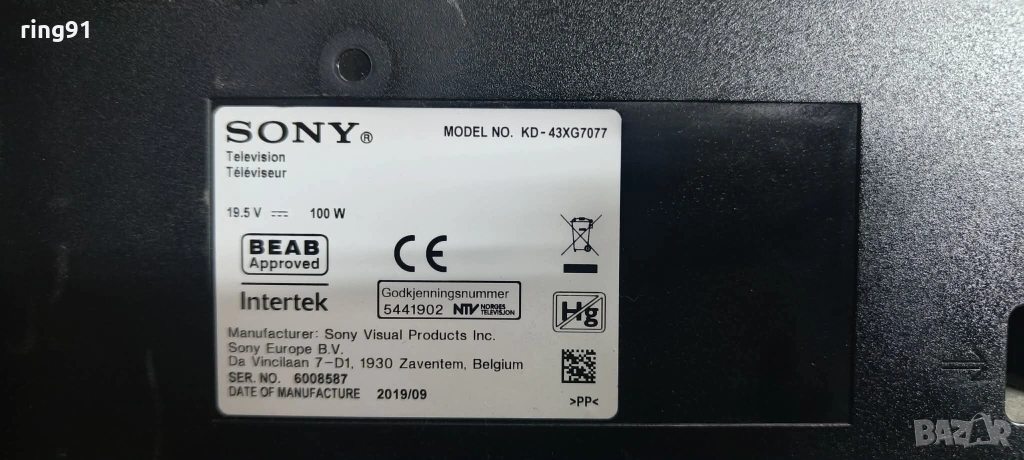 ring91
SONY®
MODEL NO. KD-43XG7077
Television
Téléviseur
19.5 V ⎓ 100 W
BEAB
Approved
CE
Intertek
Godkjenningsnummer
5441902 NTV NORGES TELEVISJON
Hg
Manufacturer: Sony Visual Products Inc.
Sony Europe B.V.
Da Vincilaan 7-D1, 1930 Zaventem, Belgium
SER. NO. 6008587
DATE OF MANUFACTURE 2019/09
>PP<
BAZAR